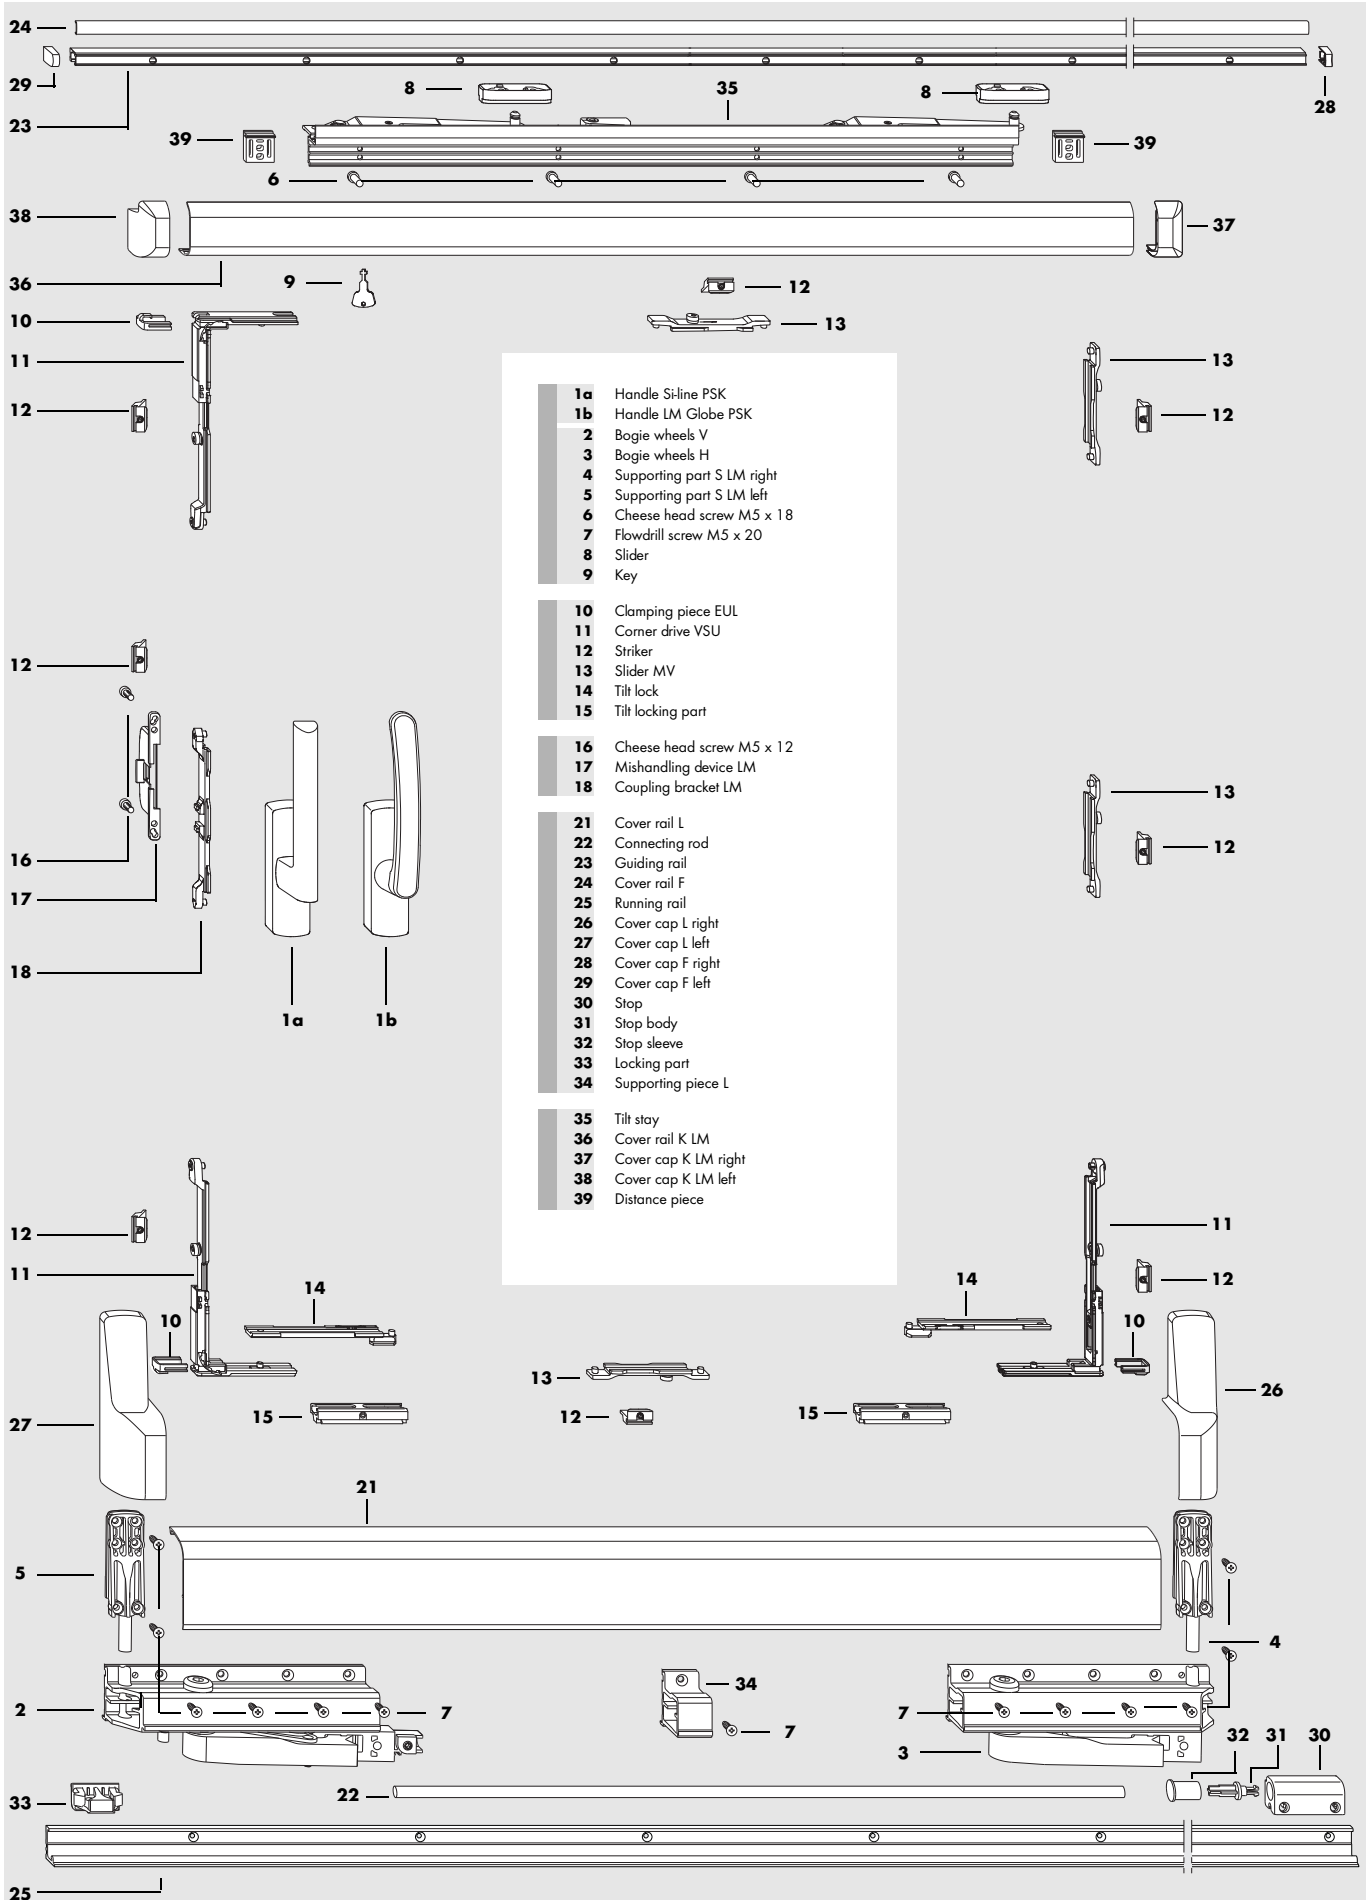 24
29
23
8
35
8
28
39
39
6
38
37
36
9
12
10
13
11
13
12
12
1a Handle Si-line PSK
1b Handle LM Globe PSK
2 Bogie wheels V
3 Bogie wheels H
4 Supporting part S LM right
5 Supporting part S LM left
6 Cheese head screw M5 x 18
7 Flowdrill screw M5 x 20
8 Slider
9 Key
10 Clamping piece EUL
11 Corner drive VSU
12 Striker
13 Slider MV
14 Tilt lock
15 Tilt locking part
16 Cheese head screw M5 x 12
17 Mishandling device LM
18 Coupling bracket LM
21 Cover rail L
22 Connecting rod
23 Guiding rail
24 Cover rail F
25 Running rail
26 Cover cap L right
27 Cover cap L left
28 Cover cap F right
29 Cover cap F left
30 Stop
31 Stop body
32 Stop sleeve
33 Locking part
34 Supporting piece L
35 Tilt stay
36 Cover rail K LM
37 Cover cap K LM right
38 Cover cap K LM left
39 Distance piece
12
13
12
16
17
18
1a
1b
12
11
11
12
14
14
10
10
13
26
27
15
12
15
21
5
4
2
7
34
7
7
3
32
31
30
33
22
25